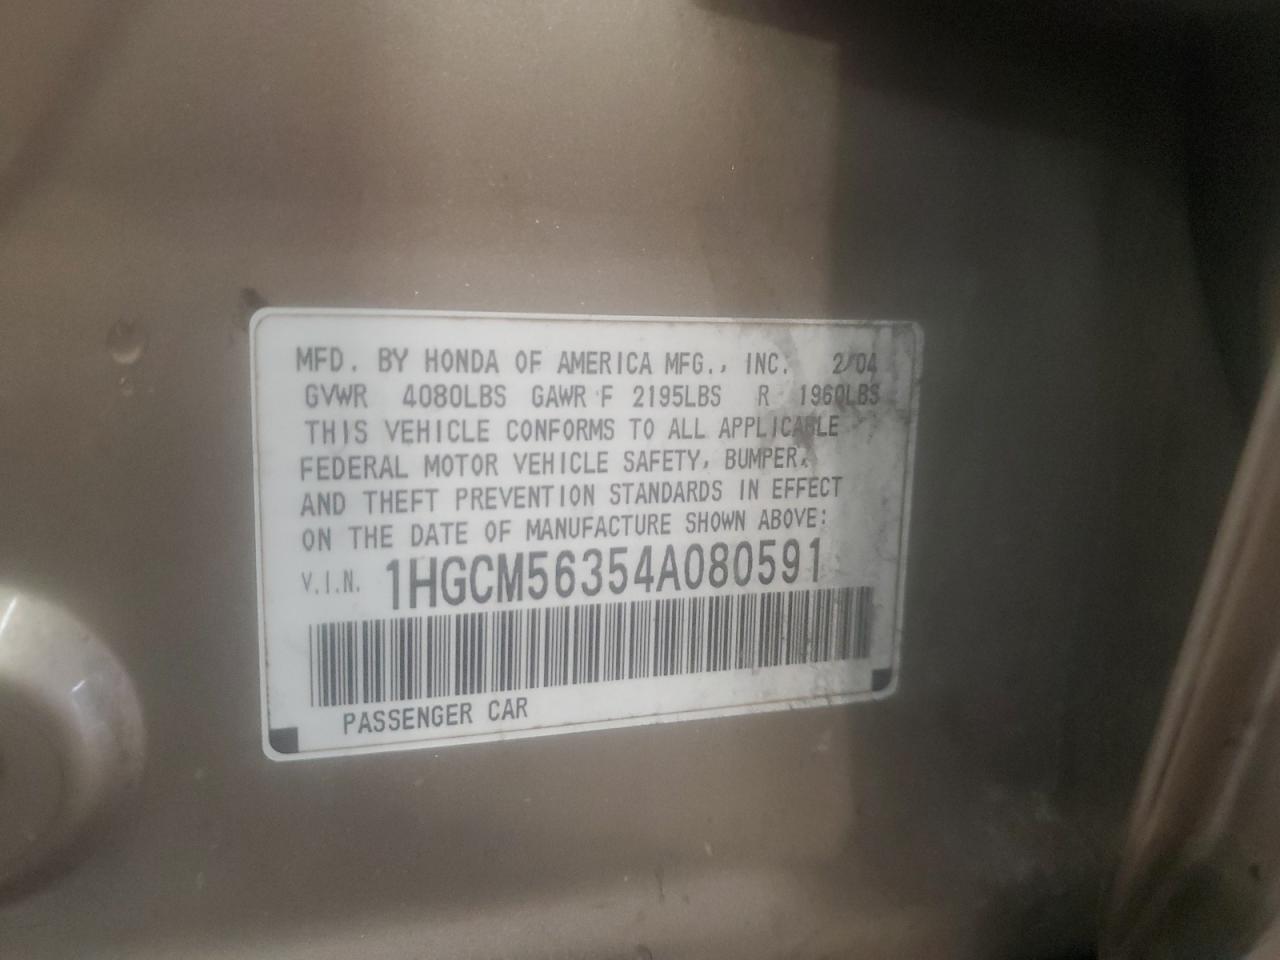 MFD. BY HONDA OF AMERICA MFG., INC. 2/04
GVWR 4080LBS GAWR F 2195LBS R 1960LBS
THIS VEHICLE CONFORMS TO ALL APPLICABLE
FEDERAL MOTOR VEHICLE SAFETY, BUMPER,
AND THEFT PREVENTION STANDARDS IN EFFECT
ON THE DATE OF MANUFACTURE SHOWN ABOVE:
V.I.N. 1HGCM56354A080591
PASSENGER CAR